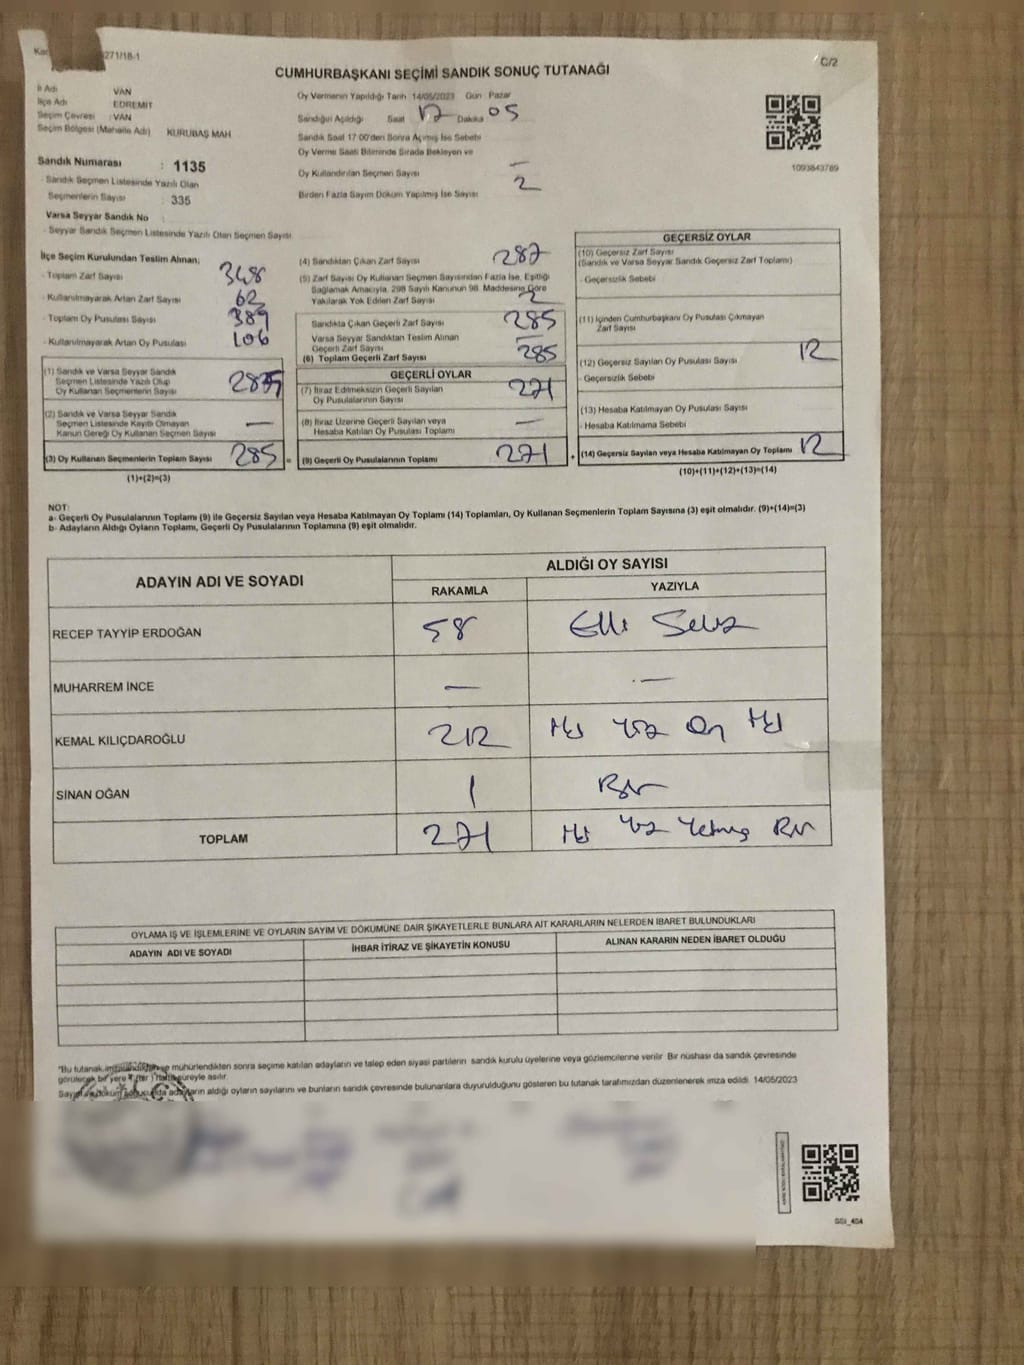 271/18-1
C/2
CUMHURBAŞKANI SEÇİMİ SANDIK SONUÇ TUTANAĞI
İl Adı VAN
İlçe Adı EDREMIT
Seçim Çevresi : VAN
Seçim Bölgesi (Mahalle Adı) KURUBAŞ MAH
Sandık Numarası : 1135
- Sandık Seçmen Listesinde Yazılı Olan
Seçmenlerin Sayısı : 335
Varsa Seyyar Sandık No
- Seyyar Sandık Seçmen Listesinde Yazılı Olan Seçmen Sayısı
Oy Vermenin Yapıldığı Tarih 14/05/2023 Gün Pazar
Sandığın Açıldığı Saat 17 Dakika 05
Sandık Saat 17:00'den Sonra Açılmış İse Sebebi
Oy Verme Saati Bitiminde Sırada Bekleyen ve
Oy Kullandırılan Seçmen Sayısı —
Birden Fazla Sayım Döküm Yapılmış İse Sayısı 2
1093843789
İlçe Seçim Kurulundan Teslim Alınan;
- Toplam Zarf Sayısı 348
- Kullanılmayarak Artan Zarf Sayısı 62
- Toplam Oy Pusulası Sayısı 389
- Kullanılmayarak Artan Oy Pusulası 106
(1) Sandık ve Varsa Seyyar Sandık
Seçmen Listesinde Yazılı Olup
Oy Kullanan Seçmenlerin Sayısı
(2) Sandık ve Varsa Seyyar Sandık
Seçmen Listesinde Kayıtlı Olmayan
Kanun Gereği Oy Kullanan Seçmen Sayısı —
(3) Oy Kullanan Seçmenlerin Toplam Sayısı 285 =
(1)+(2)=(3)
(4) Sandıktan Çıkan Zarf Sayısı 287
(5) Zarf Sayısı Oy Kullanan Seçmen Sayısından Fazla İse, Eşitliği
Sağlamak Amacıyla, 298 Sayılı Kanunun 98. Maddesine Göre
Yakılarak Yok Edilen Zarf Sayısı 2
Sandıkta Çıkan Geçerli Zarf Sayısı 285
Varsa Seyyar Sandıktan Teslim Alınan
Geçerli Zarf Sayısı —
(6) Toplam Geçerli Zarf Sayısı 285
GEÇERLİ OYLAR
(7) İtiraz Edilmeksizin Geçerli Sayılan
Oy Pusulalarının Sayısı 271
(8) İtiraz Üzerine Geçerli Sayılan veya
Hesaba Katılan Oy Pusulası Toplamı —
(9) Geçerli Oy Pusulalarının Toplamı 271 +
GEÇERSİZ OYLAR
(10) Geçersiz Zarf Sayısı
(Sandık ve Varsa Seyyar Sandık Geçersiz Zarf Toplamı)
- Geçersizlik Sebebi
(11) İçinden Cumhurbaşkanı Oy Pusulası Çıkmayan
Zarf Sayısı
(12) Geçersiz Sayılan Oy Pusulası Sayısı 12
- Geçersizlik Sebebi
(13) Hesaba Katılmayan Oy Pusulası Sayısı
- Hesaba Katılmama Sebebi
(14) Geçersiz Sayılan veya Hesaba Katılmayan Oy Toplamı 12
(10)+(11)+(12)+(13)=(14)
NOT:
a- Geçerli Oy Pusulalarının Toplamı (9) ile Geçersiz Sayılan veya Hesaba Katılmayan Oy Toplamı (14) Toplamları, Oy Kullanan Seçmenlerin Toplam Sayısına (3) eşit olmalıdır. (9)+(14)=(3)
b- Adayların Aldığı Oyların Toplamı, Geçerli Oy Pusulalarının Toplamına (9) eşit olmalıdır.
ADAYIN ADI VE SOYADI ALDIĞI OY SAYISI
RAKAMLA YAZIYLA
RECEP TAYYİP ERDOĞAN 58 Elli Sekiz
MUHARREM İNCE — —
KEMAL KILIÇDAROĞLU 212 İki Yüz On İki
SİNAN OĞAN 1 Bir
TOPLAM 271 İki Yüz Yetmiş Bir
OYLAMA İŞ VE İŞLEMLERİNE VE OYLARIN SAYIM VE DÖKÜMÜNE DAİR ŞİKAYETLERLE BUNLARA AİT KARARLARIN NELERDEN İBARET BULUNDUKLARI
ADAYIN ADI VE SOYADI İHBAR İTİRAZ VE ŞİKAYETİN KONUSU ALINAN KARARIN NEDEN İBARET OLDUĞU
"Bu tutanak, ve mühürlendikten sonra seçime katılan adayların ve talep eden siyasi partilerin sandık kurulu üyelerine veya gözlemcilerine verilir. Bir nüshası da sandık çevresinde
görülecek bir yere süreyle asılır.
Sayım döküm adayların aldığı oyların sayılarını ve bunların sandık çevresinde bulunanlara duyurulduğunu gösteren bu tutanak tarafımızdan düzenlenerek imza edildi. 14/05/2023